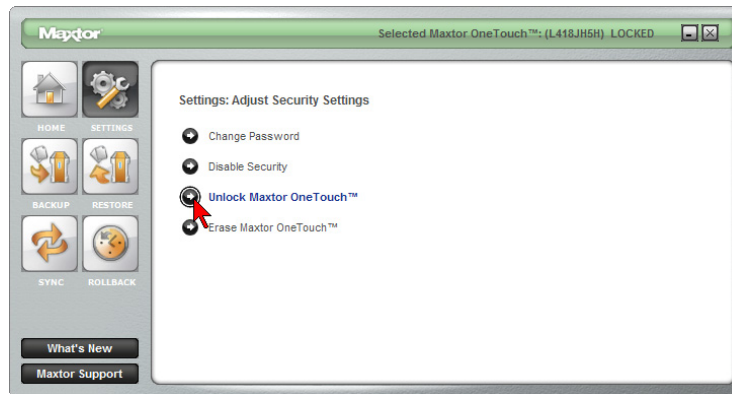 Maxtor
Selected Maxtor OneTouch™: (L418JH5H) LOCKED
HOME SETTINGS
BACKUP RESTORE
SYNC ROLLBACK
What's New
Maxtor Support
Settings: Adjust Security Settings
Change Password
Disable Security
Unlock Maxtor OneTouch™
Erase Maxtor OneTouch™